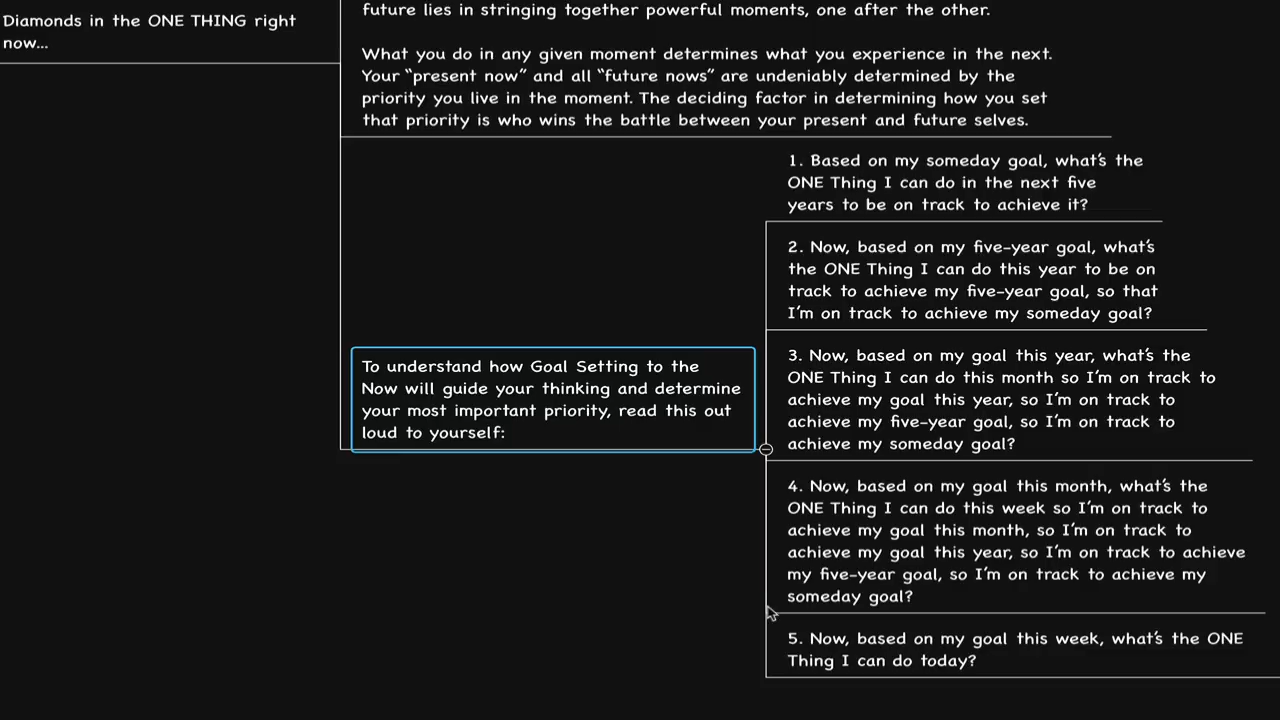 Diamonds in the ONE THING right
now...
future lies in stringing together powerful moments, one after the other.
What you do in any given moment determines what you experience in the next.
Your “present now” and all “future nows” are undeniably determined by the
priority you live in the moment. The deciding factor in determining how you set
that priority is who wins the battle between your present and future selves.
To understand how Goal Setting to the
Now will guide your thinking and determine
your most important priority, read this out
loud to yourself:
1. Based on my someday goal, what’s the
ONE Thing I can do in the next five
years to be on track to achieve it?
2. Now, based on my five-year goal, what’s
the ONE Thing I can do this year to be on
track to achieve my five-year goal, so that
I’m on track to achieve my someday goal?
3. Now, based on my goal this year, what’s the
ONE Thing I can do this month so I’m on track to
achieve my goal this year, so I’m on track to
achieve my five-year goal, so I’m on track to
achieve my someday goal?
4. Now, based on my goal this month, what’s the
ONE Thing I can do this week so I’m on track to
achieve my goal this month, so I’m on track to
achieve my goal this year, so I’m on track to achieve
my five-year goal, so I’m on track to achieve my
someday goal?
5. Now, based on my goal this week, what’s the ONE
Thing I can do today?